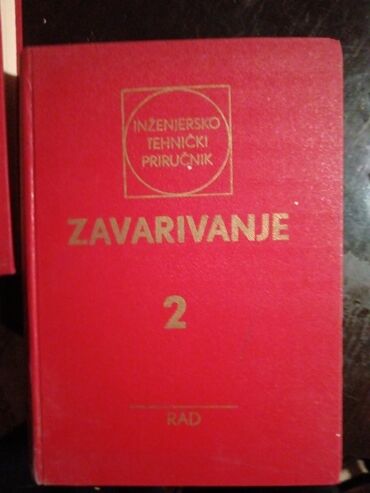 INŽENJERSKO
TEHNIČKI
PRIRUČNIK
ZAVARIVANJE
2
RAD